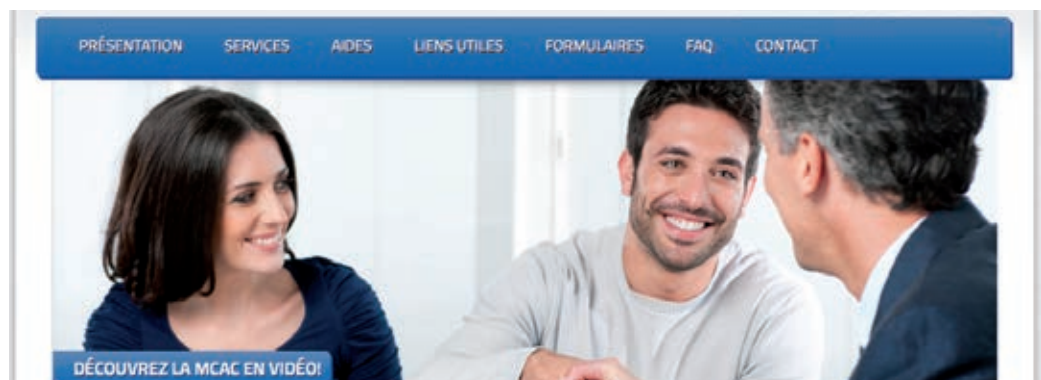 PRÉSENTATION SERVICES AIDES LIENS UTILES FORMULAIRES FAQ CONTACT
DÉCOUVREZ LA MCAC EN VIDÉO!